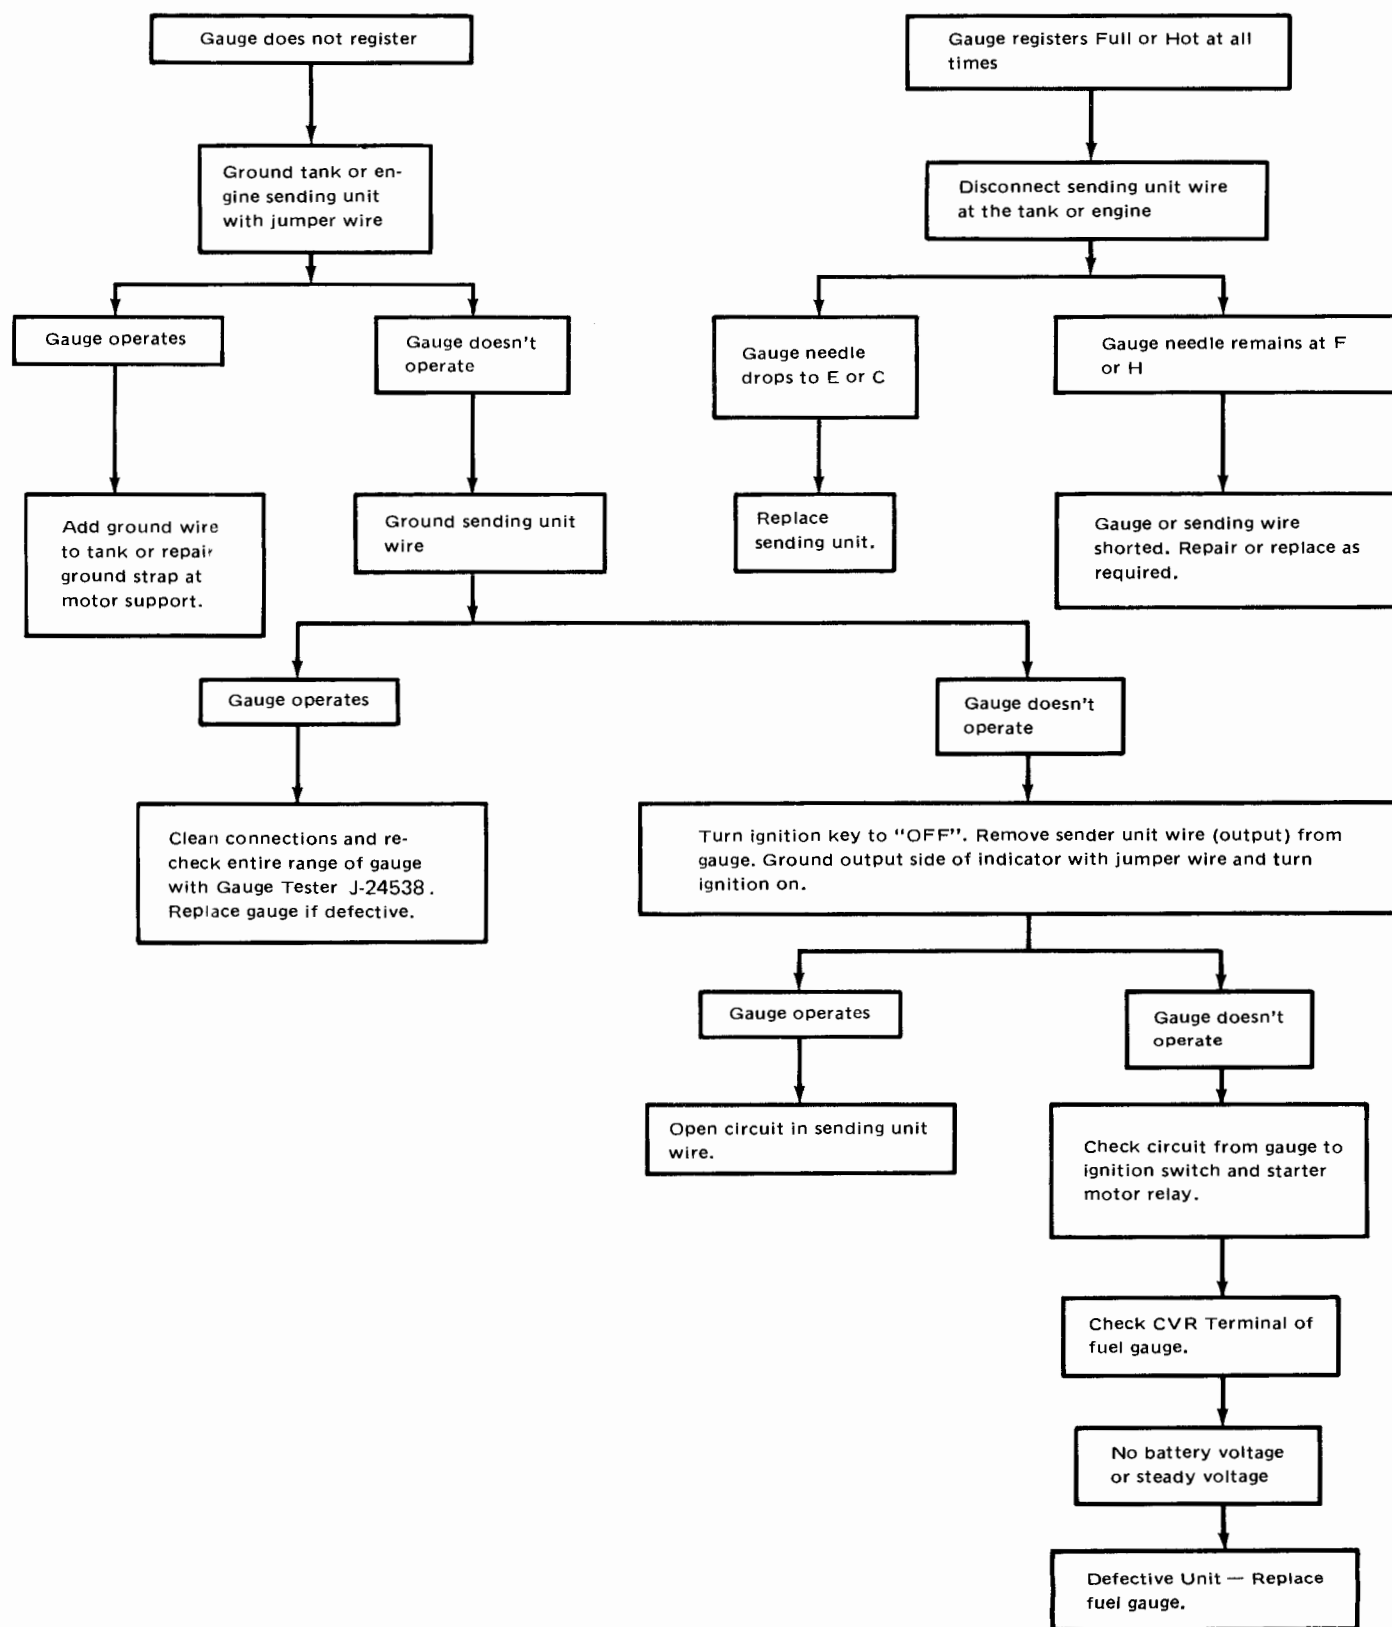 Gauge does not register
Gauge registers Full or Hot at all
times
Ground tank or en-
gine sending unit
with jumper wire
Disconnect sending unit wire
at the tank or engine
Gauge operates
Gauge doesn't
operate
Gauge needle
drops to E or C
Gauge needle remains at F
or H
Add ground wire
to tank or repair
ground strap at
motor support.
Ground sending unit
wire
Replace
sending unit.
Gauge or sending wire
shorted. Repair or replace as
required.
Gauge operates
Gauge doesn't
operate
Clean connections and re-
check entire range of gauge
with Gauge Tester J-24538.
Replace gauge if defective.
Turn ignition key to "OFF". Remove sender unit wire (output) from
gauge. Ground output side of indicator with jumper wire and turn
ignition on.
Gauge operates
Gauge doesn't
operate
Open circuit in sending unit
wire.
Check circuit from gauge to
ignition switch and starter
motor relay.
Check CVR Terminal of
fuel gauge.
No battery voltage
or steady voltage
Defective Unit — Replace
fuel gauge.